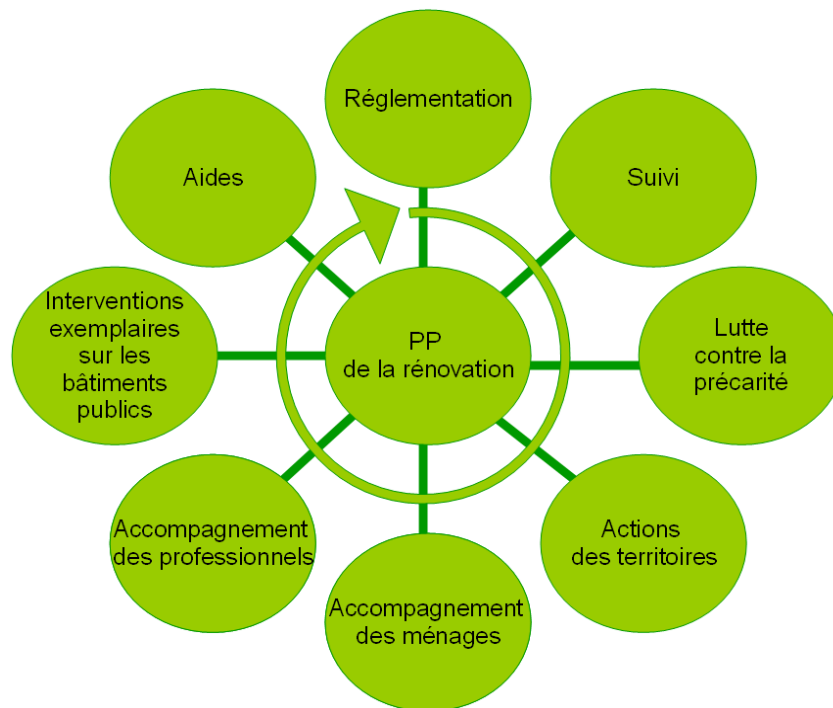 Réglementation
Aides
Suivi
Interventions
exemplaires
sur les
bâtiments
publics
PP
de la rénovation
Lutte
contre la
précarité
Accompagnement
des professionnels
Actions
des territoires
Accompagnement
des ménages